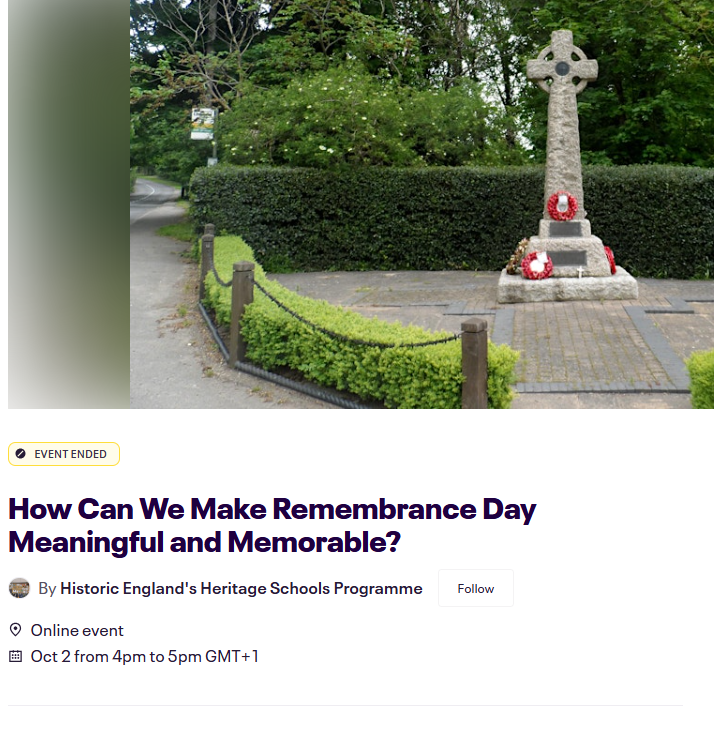 EVENT ENDED
How Can We Make Remembrance Day
Meaningful and Memorable?
By Historic England's Heritage Schools Programme
Follow
Online event
Oct 2 from 4pm to 5pm GMT+1